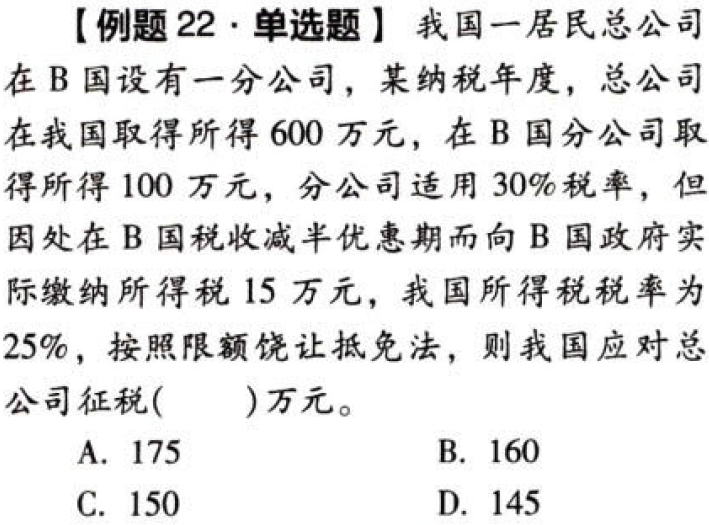 【例题 22·单选题】 我国一居民总公司
在 B 国设有一分公司，某纳税年度，总公司
在我国取得所得 600 万元，在 B 国分公司取
得所得 100 万元，分公司适用 30%税率，但
因处在 B 国税收减半优惠期而向 B 国政府实
际缴纳所得税 15 万元，我国所得税税率为
25%，按照限额饶让抵免法，则我国应对总
公司征税(　　)万元。
A. 175　　B. 160
C. 150　　D. 145